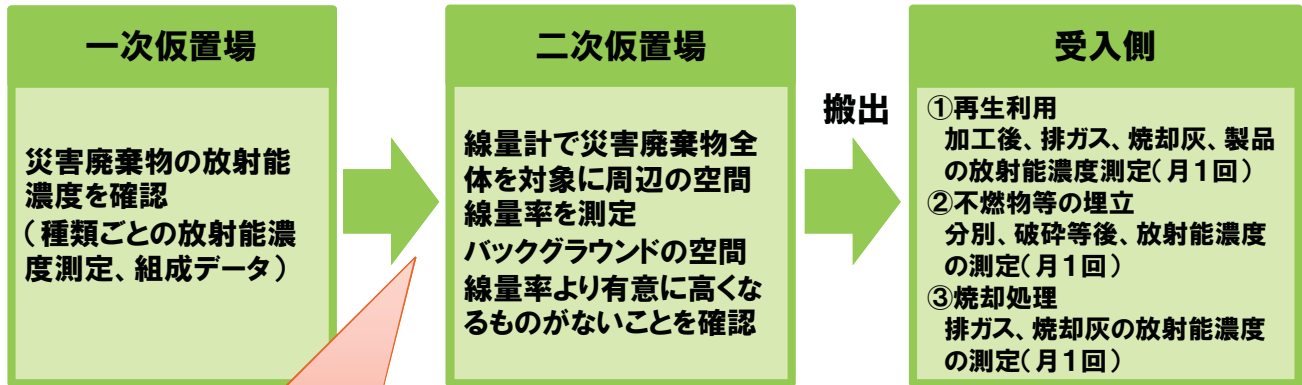 一次仮置場
災害廃棄物の放射能
濃度を確認
(種類ごとの放射能濃
度測定、組成データ)
二次仮置場
線量計で災害廃棄物全
体を対象に周辺の空間
線量率を測定
バックグラウンドの空間
線量率より有意に高くな
るものがないことを確認
搬出
受入側
①再生利用
加工後、排ガス、焼却灰、製品
の放射能濃度測定(月1回)
②不燃物等の埋立
分別、破砕等後、放射能濃度
の測定(月1回)
③焼却処理
排ガス、焼却灰の放射能濃度
の測定(月1回)